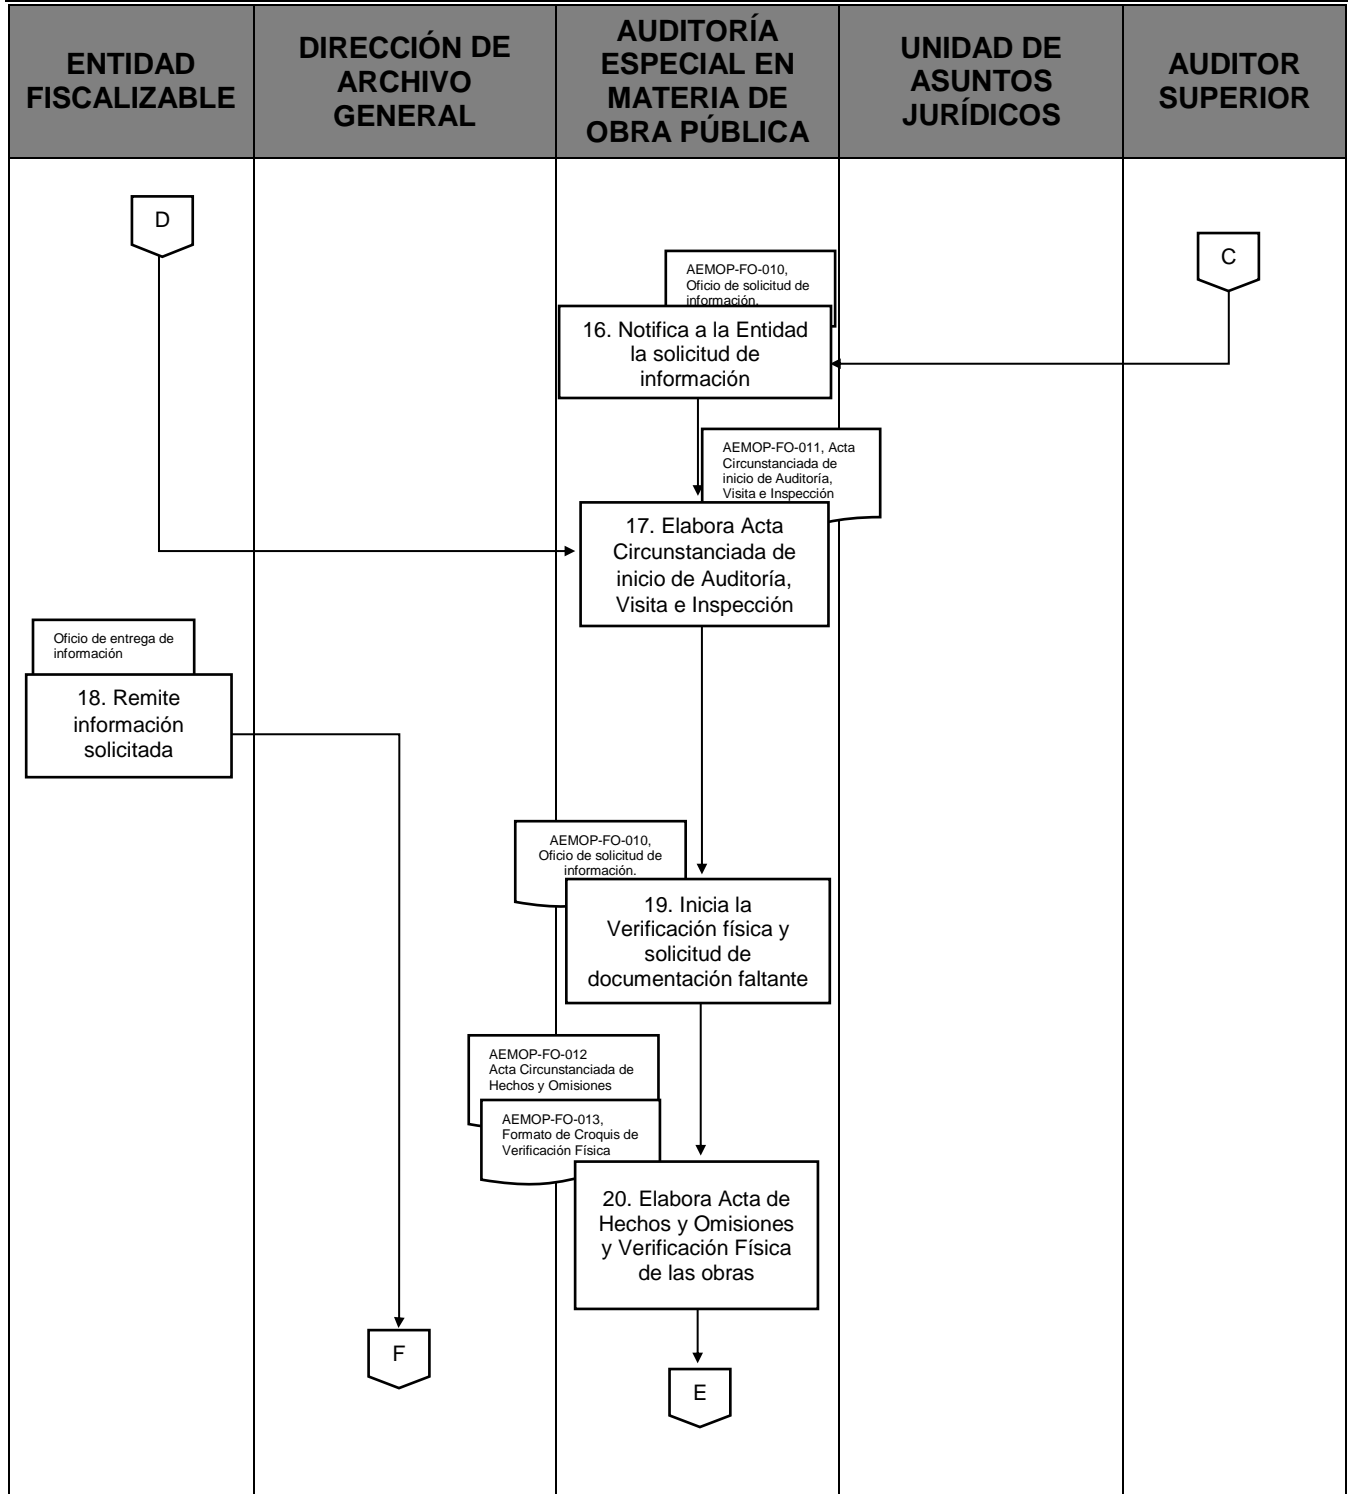 ENTIDAD
FISCALIZABLE
DIRECCIÓN DE
ARCHIVO
GENERAL
AUDITORÍA
ESPECIAL EN
MATERIA DE
OBRA PÚBLICA
UNIDAD DE
ASUNTOS
JURÍDICOS
AUDITOR
SUPERIOR
D
C
AEMOP-FO-010,
Oficio de solicitud de
información.
16. Notifica a la Entidad
la solicitud de
información
AEMOP-FO-011, Acta
Circunstanciada de
inicio de Auditoría,
Visita e Inspección
17. Elabora Acta
Circunstanciada de
inicio de Auditoría,
Visita e Inspección
Oficio de entrega de
información
18. Remite
información
solicitada
AEMOP-FO-010,
Oficio de solicitud de
información.
19. Inicia la
Verificación física y
solicitud de
documentación faltante
AEMOP-FO-012
Acta Circunstanciada de
Hechos y Omisiones
AEMOP-FO-013,
Formato de Croquis de
Verificación Física
20. Elabora Acta de
Hechos y Omisiones
y Verificación Física
de las obras
F
E